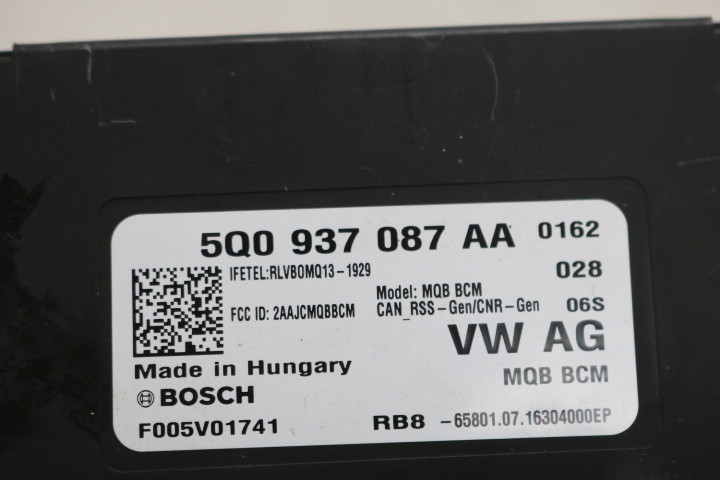 5Q0 937 087 AA 0162
IFETEL:RLVBOMQ13-1929 028
Model: MQB BCM
FCC ID: 2AAJCMQBBCM CAN_RSS-Gen/CNR-Gen 06S
VW AG
Made in Hungary MQB BCM
BOSCH
F005V01741 RB8 -65801.07.16304000EP